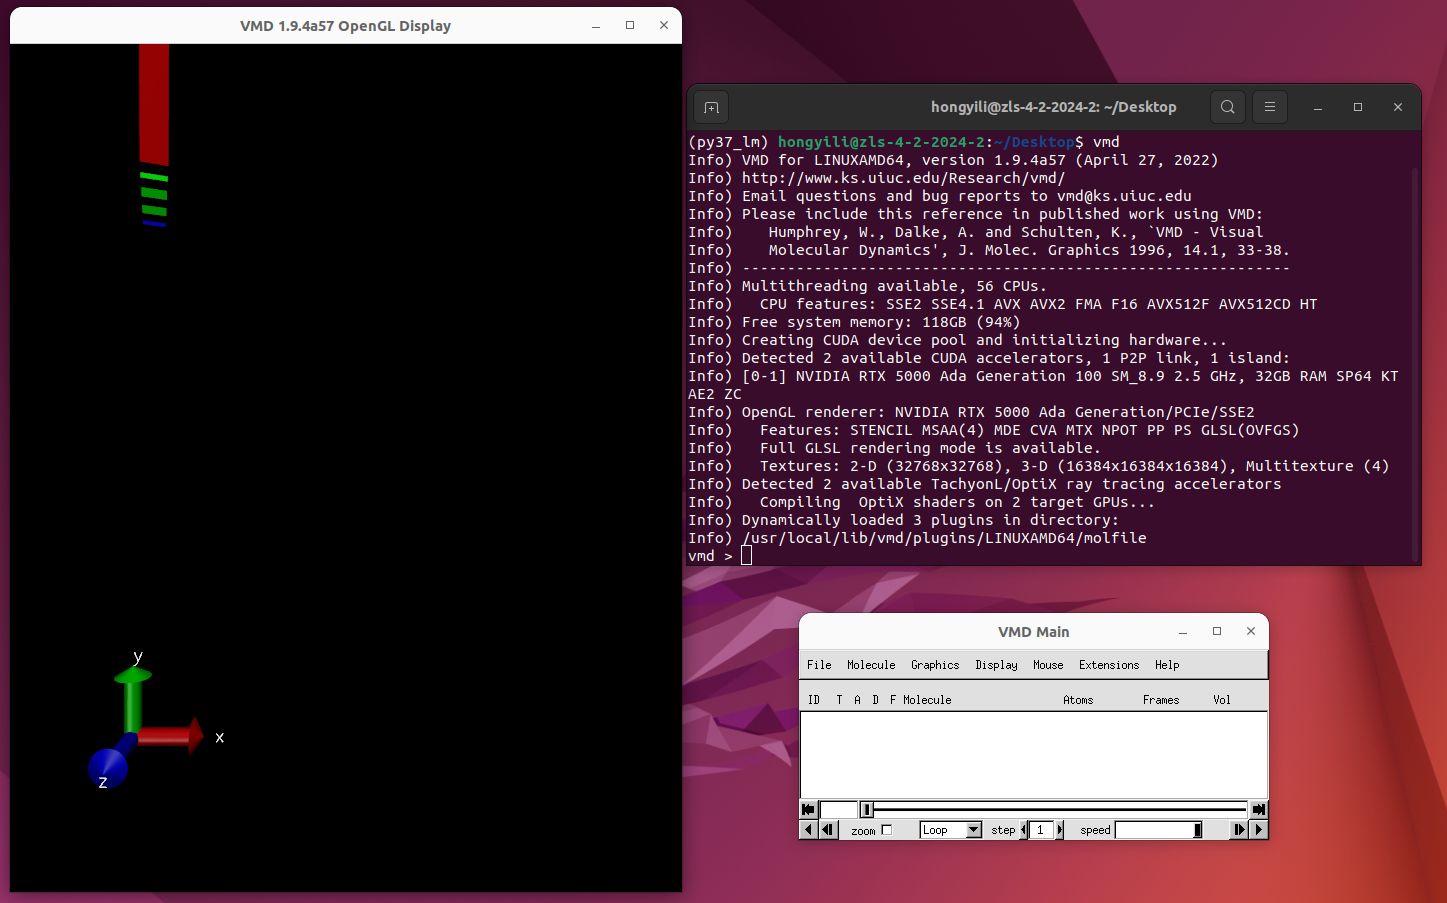 VMD 1.9.4a57 OpenGL Display
y
x
z
hongyili@zls-4-2-2024-2: ~/Desktop
(py37_lm) hongyili@zls-4-2-2024-2:~/Desktop$ vmd
Info) VMD for LINUXAMD64, version 1.9.4a57 (April 27, 2022)
Info) http://www.ks.uiuc.edu/Research/vmd/
Info) Email questions and bug reports to vmd@ks.uiuc.edu
Info) Please include this reference in published work using VMD:
Info)    Humphrey, W., Dalke, A. and Schulten, K., `VMD - Visual
Info)    Molecular Dynamics', J. Molec. Graphics 1996, 14.1, 33-38.
Info) -------------------------------------------------------------
Info) Multithreading available, 56 CPUs.
Info)   CPU features: SSE2 SSE4.1 AVX AVX2 FMA F16 AVX512F AVX512CD HT
Info) Free system memory: 118GB (94%)
Info) Creating CUDA device pool and initializing hardware...
Info) Detected 2 available CUDA accelerators, 1 P2P link, 1 island:
Info) [0-1] NVIDIA RTX 5000 Ada Generation 100 SM_8.9 2.5 GHz, 32GB RAM SP64 KT
AE2 ZC
Info) OpenGL renderer: NVIDIA RTX 5000 Ada Generation/PCIe/SSE2
Info)   Features: STENCIL MSAA(4) MDE CVA MTX NPOT PP PS GLSL(OVFGS)
Info)   Full GLSL rendering mode is available.
Info)   Textures: 2-D (32768x32768), 3-D (16384x16384x16384), Multitexture (4)
Info) Detected 2 available TachyonL/OptiX ray tracing accelerators
Info)   Compiling  OptiX shaders on 2 target GPUs...
Info) Dynamically loaded 3 plugins in directory:
Info) /usr/local/lib/vmd/plugins/LINUXAMD64/molfile
vmd >
VMD Main
File Molecule Graphics Display Mouse Extensions Help
ID T A D F Molecule Atoms Frames Vol
zoom Loop step 1 speed